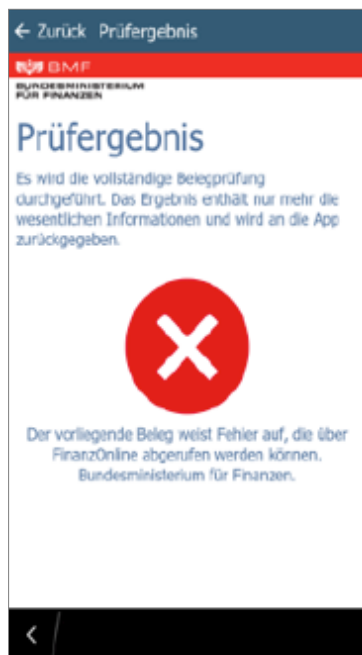 ← Zurück Prüfergebnis
BMF
BUNDESMINISTERIUM
FÜR FINANZEN
Prüfergebnis
Es wird die vollständige Belegprüfung
durchgeführt. Das Ergebnis enthält nur mehr die
wesentlichen Informationen und wird an die App
zurückgegeben.
Der vorliegende Beleg weist Fehler auf, die über
FinanzOnline abgerufen werden können.
Bundesministerium für Finanzen.